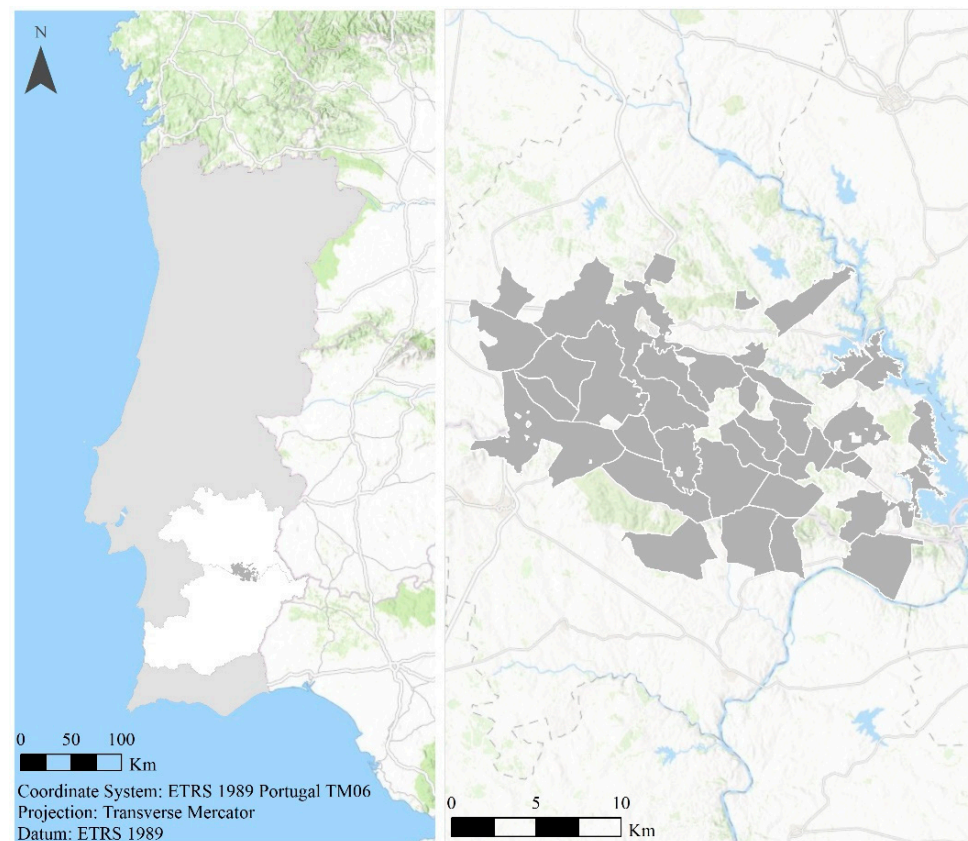 N
0 50 100
Km
Coordinate System: ETRS 1989 Portugal TM06
Projection: Transverse Mercator
Datum: ETRS 1989
0 5 10
Km